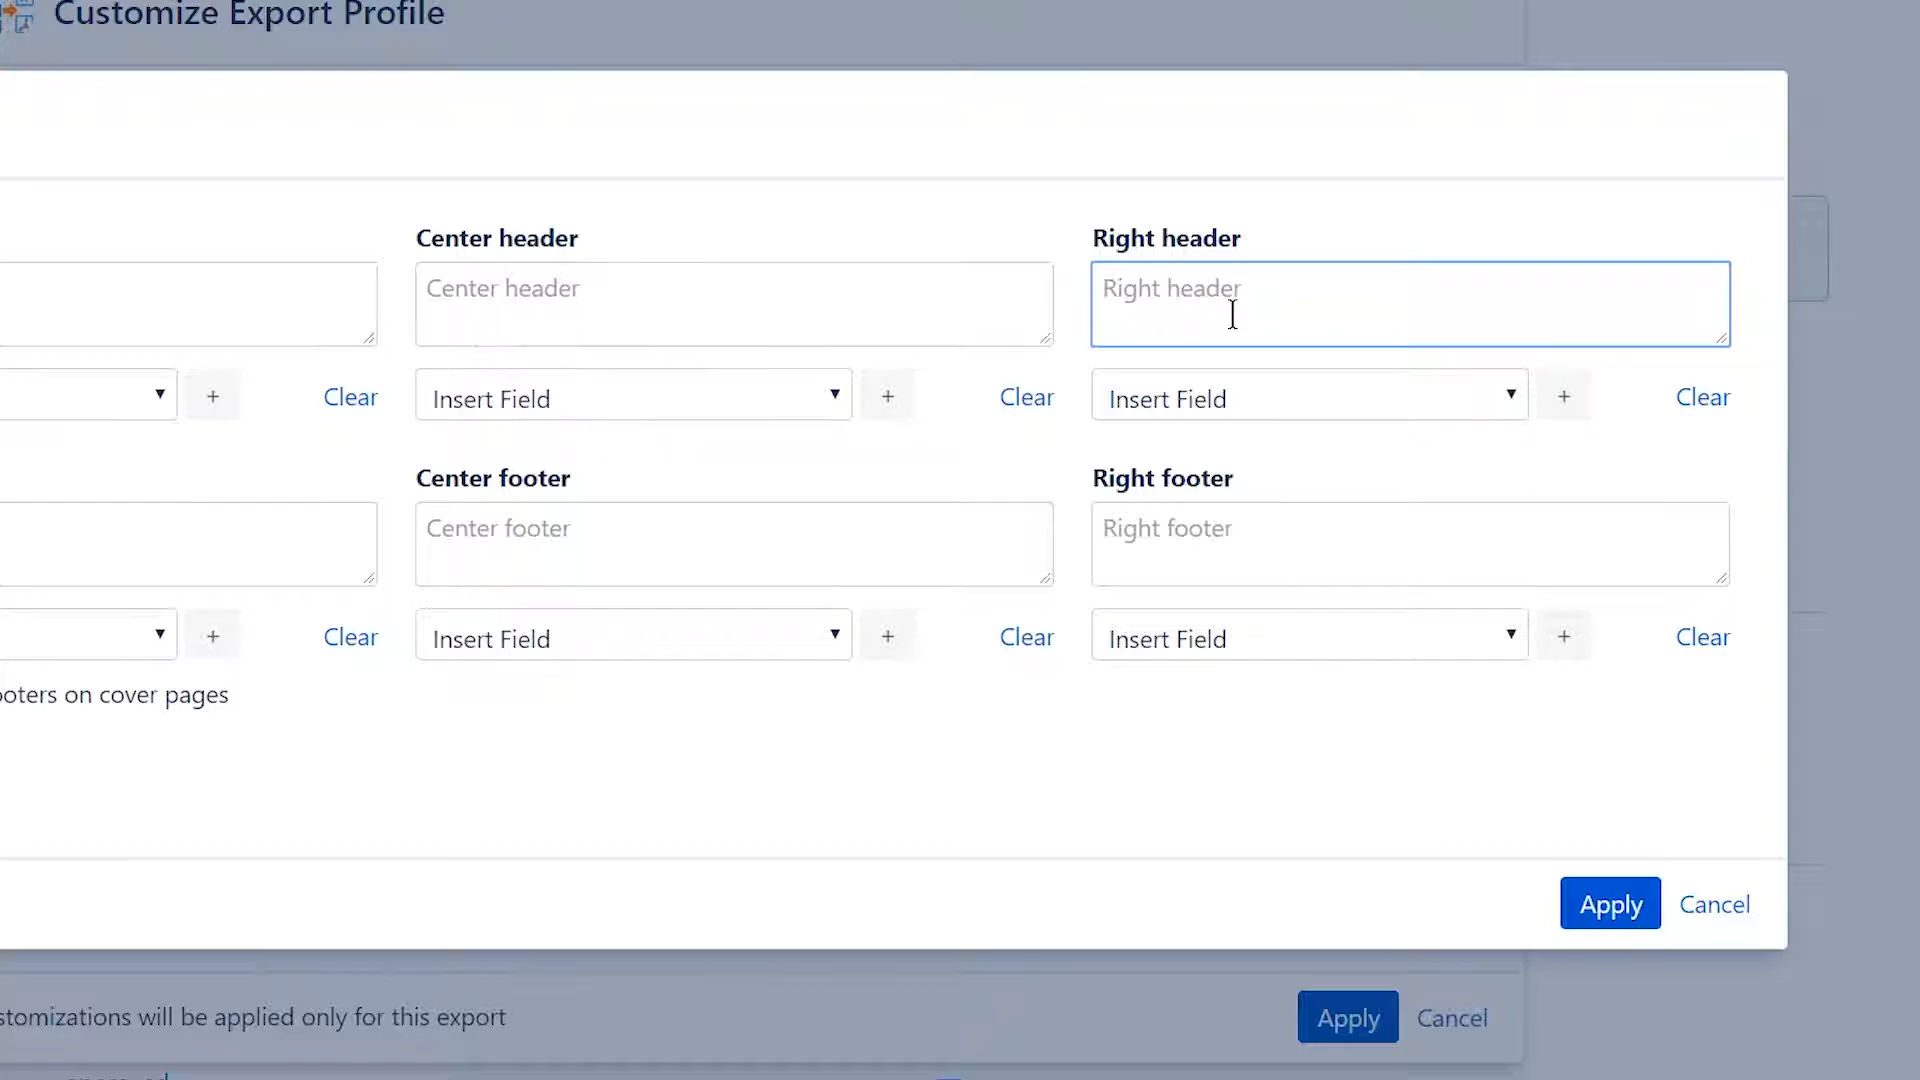 Customize Export Profile
Center header
Right header
Center header
Right header
+
Clear
Insert Field
+
Clear
Insert Field
+
Clear
Center footer
Right footer
Center footer
Right footer
+
Clear
Insert Field
+
Clear
Insert Field
+
Clear
ooters on cover pages
Apply
Cancel
stomizations will be applied only for this export
Apply
Cancel